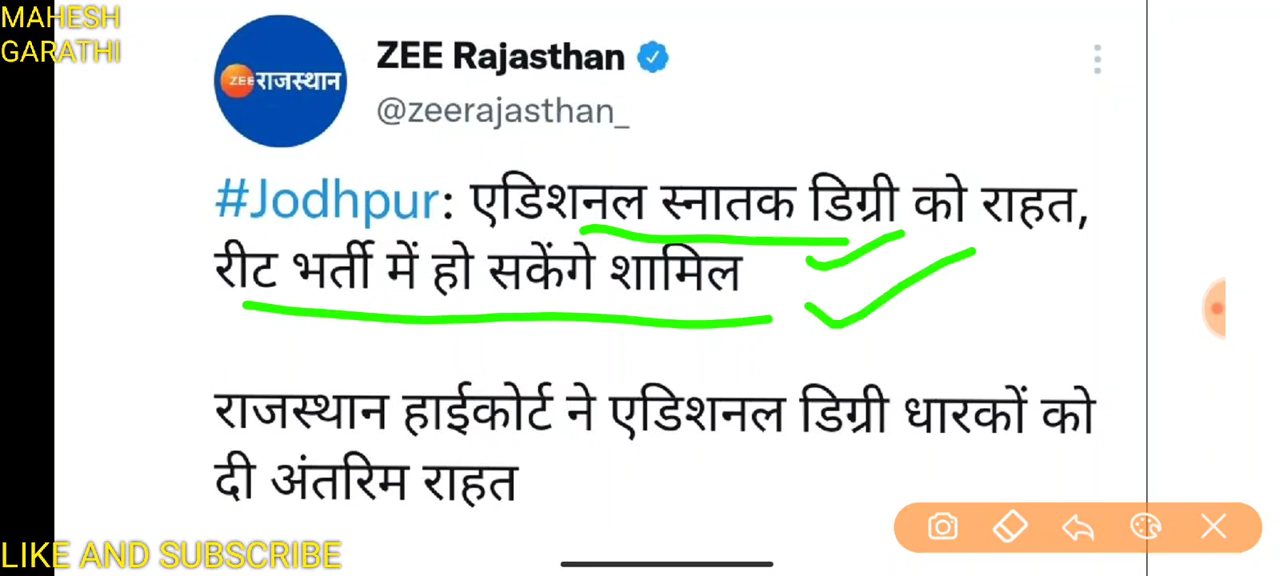 MAHESH
GARATHI
ZEE राजस्थान
ZEE Rajasthan
@zeerajasthan_
#Jodhpur: एडिशनल स्नातक डिग्री को राहत,
रीट भर्ती में हो सकेंगे शामिल
राजस्थान हाईकोर्ट ने एडिशनल डिग्री धारकों को
दी अंतरिम राहत
LIKE AND SUBSCRIBE